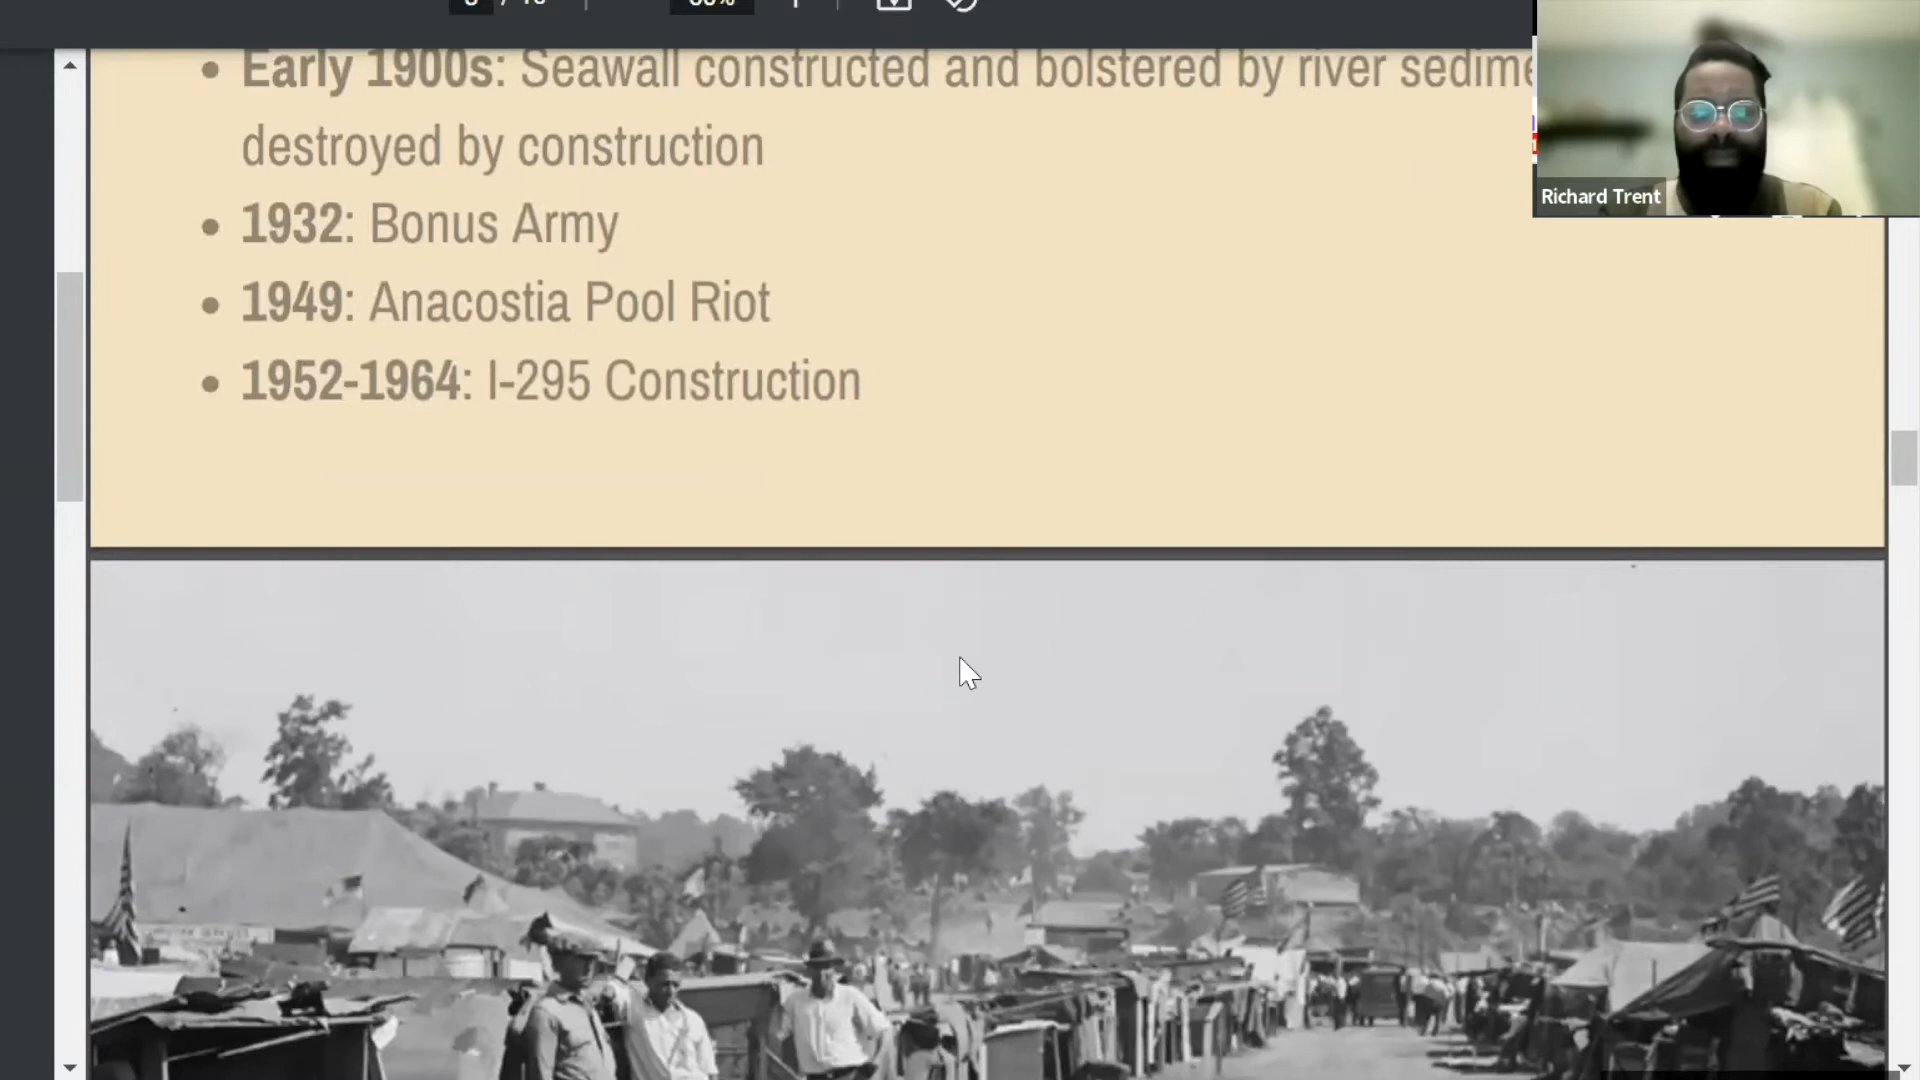 Early 1900s: Seawall constructed and bolstered by river
Richard Trent
destroyed by construction
1932: Bonus Army
1949: Anacostia Pool Riot
1952-1964: I-295 Construction